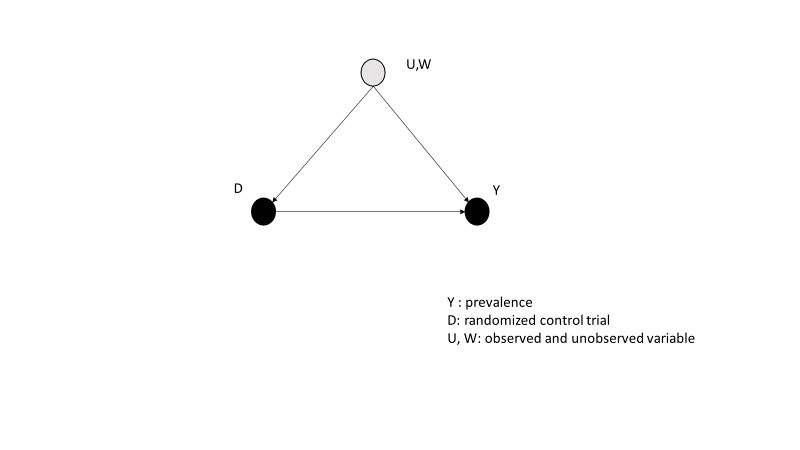 U,W
D
Y
Y : prevalence
D: randomized control trial
U, W: observed and unobserved variable